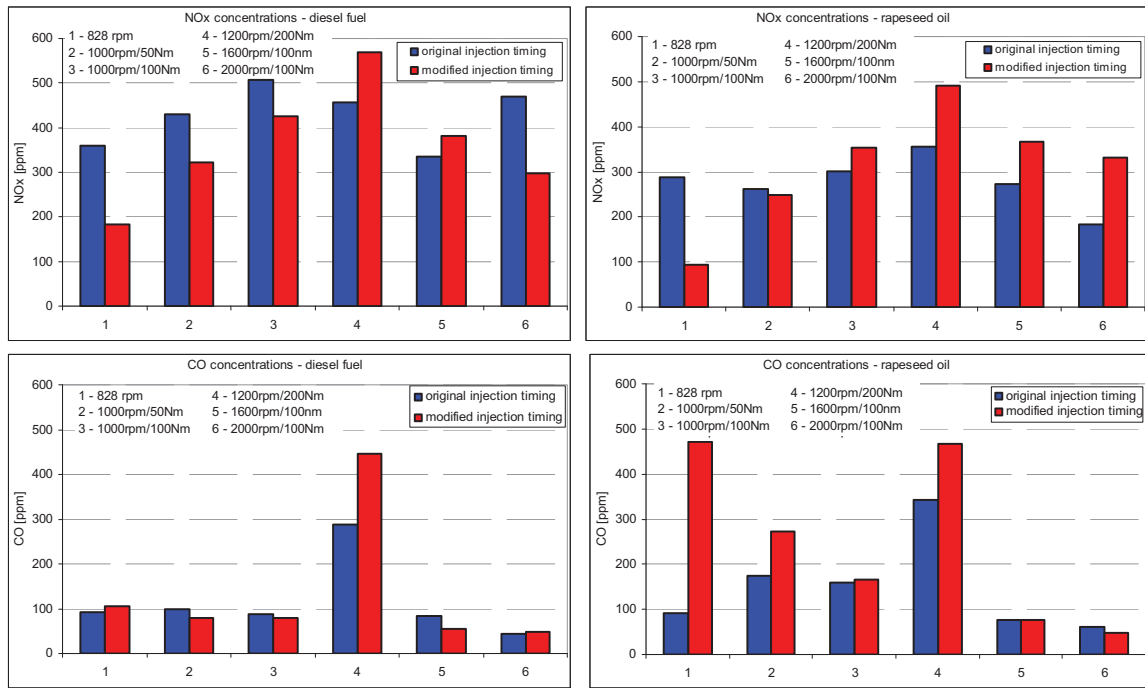 NOx concentrations - diesel fuel
1 - 828 rpm 4 - 1200rpm/200Nm
2 - 1000rpm/50Nm 5 - 1600rpm/100nm
3 - 1000rpm/100Nm 6 - 2000rpm/100Nm
original injection timing
modified injection timing
NOx [ppm]
600
500
400
300
200
100
0
1 2 3 4 5 6
NOx concentrations - rapeseed oil
1 - 828 rpm 4 - 1200rpm/200Nm
2 - 1000rpm/50Nm 5 - 1600rpm/100nm
3 - 1000rpm/100Nm 6 - 2000rpm/100Nm
original injection timing
modified injection timing
NOx [ppm]
600
500
400
300
200
100
0
1 2 3 4 5 6
CO concentrations - diesel fuel
1 - 828 rpm 4 - 1200rpm/200Nm
2 - 1000rpm/50Nm 5 - 1600rpm/100nm
3 - 1000rpm/100Nm 6 - 2000rpm/100Nm
original injection timing
modified injection timing
CO [ppm]
600
500
400
300
200
100
0
1 2 3 4 5 6
CO concentrations - rapeseed oil
1 - 828 rpm 4 - 1200rpm/200Nm
2 - 1000rpm/50Nm 5 - 1600rpm/100nm
3 - 1000rpm/100Nm 6 - 2000rpm/100Nm
original injection timing
modified injection timing
CO [ppm]
600
500
400
300
200
100
0
1 2 3 4 5 6